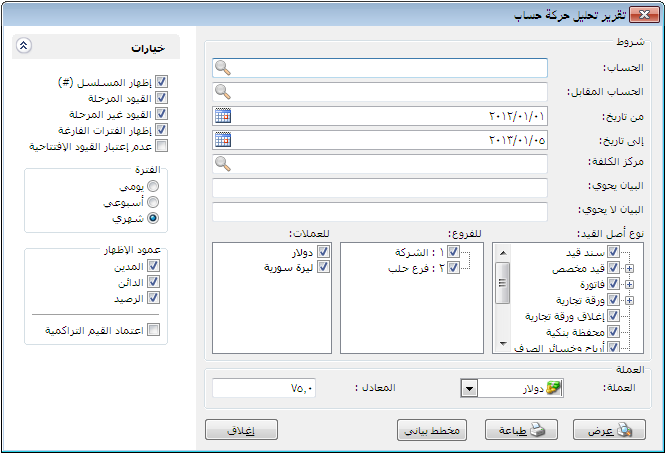 تقرير تحليل حركة حساب
شروط
الحساب:
الحساب المقابل:
من تاريخ:
٢٠١٢/٠١/٠١
إلى تاريخ:
٢٠١٣/٠١/٠٥
مركز الكلفة:
البيان يحوي:
البيان لا يحوي:
نوع أصل القيد:
سند قيد
قيد مخصص
فاتورة
ورقة تجارية
إغلاق ورقة تجارية
محفظة بنكية
أرباح وخسائر الصرف
للفروع:
١ : الشركة
٢ : فرع حلب
للعملات:
دولار
ليرة سورية
العملة
العملة:
دولار
المعادل :
٧٥,٠
عرض
طباعة
مخطط بياني
إغلاق
خيارات
إظهار المسلسل (#)
القيود المرحلة
القيود غير المرحلة
إظهار الفترات الفارغة
عدم إعتبار القيود الإفتتاحية
الفترة
يومي
أسبوعي
شهري
عمود الإظهار
المدين
الدائن
الرصيد
اعتماد القيم التراكمية